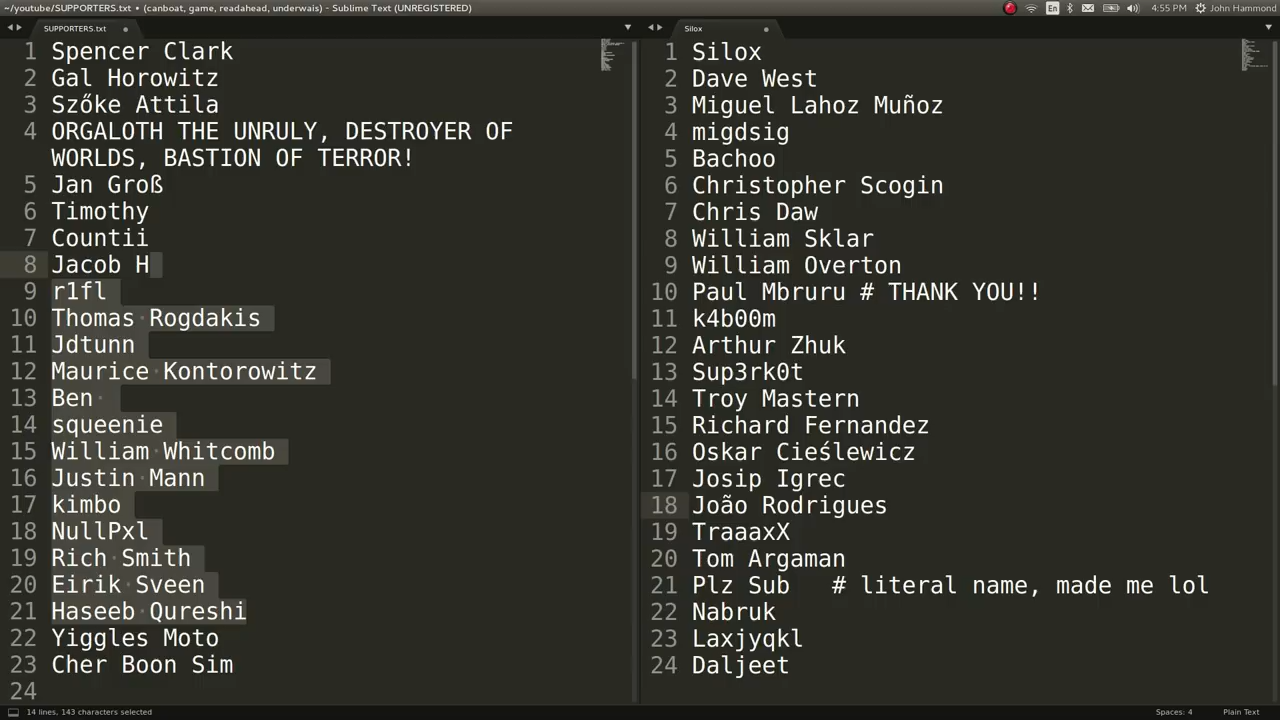 ~/youtube/SUPPORTERS.txt • (canboat, game, readahead, underwais) - Sublime Text (UNREGISTERED)
En
4:55 PM
John Hammond
SUPPORTERS.txt
1 Spencer Clark
2 Gal Horowitz
3 Szőke Attila
4 ORGALOTH THE UNRULY, DESTROYER OF
WORLDS, BASTION OF TERROR!
5 Jan Groß
6 Timothy
7 Countii
8 Jacob H
9 r1fl
10 Thomas Rogdakis
11 Jdtunn
12 Maurice Kontorowitz
13 Ben
14 squeenie
15 William Whitcomb
16 Justin Mann
17 kimbo
18 NullPxl
19 Rich Smith
20 Eirik Sveen
21 Haseeb Qureshi
22 Yiggles Moto
23 Cher Boon Sim
24
Silox
1 Silox
2 Dave West
3 Miguel Lahoz Muñoz
4 migdsig
5 Bachoo
6 Christopher Scogin
7 Chris Daw
8 William Sklar
9 William Overton
10 Paul Mbruru # THANK YOU!!
11 k4b00m
12 Arthur Zhuk
13 Sup3rk0t
14 Troy Mastern
15 Richard Fernandez
16 Oskar Cieślewicz
17 Josip Igrec
18 João Rodrigues
19 TraaaxX
20 Tom Argaman
21 Plz Sub   # literal name, made me lol
22 Nabruk
23 Laxjyqkl
24 Daljeet
14 lines, 143 characters selected
Spaces: 4
Plain Text